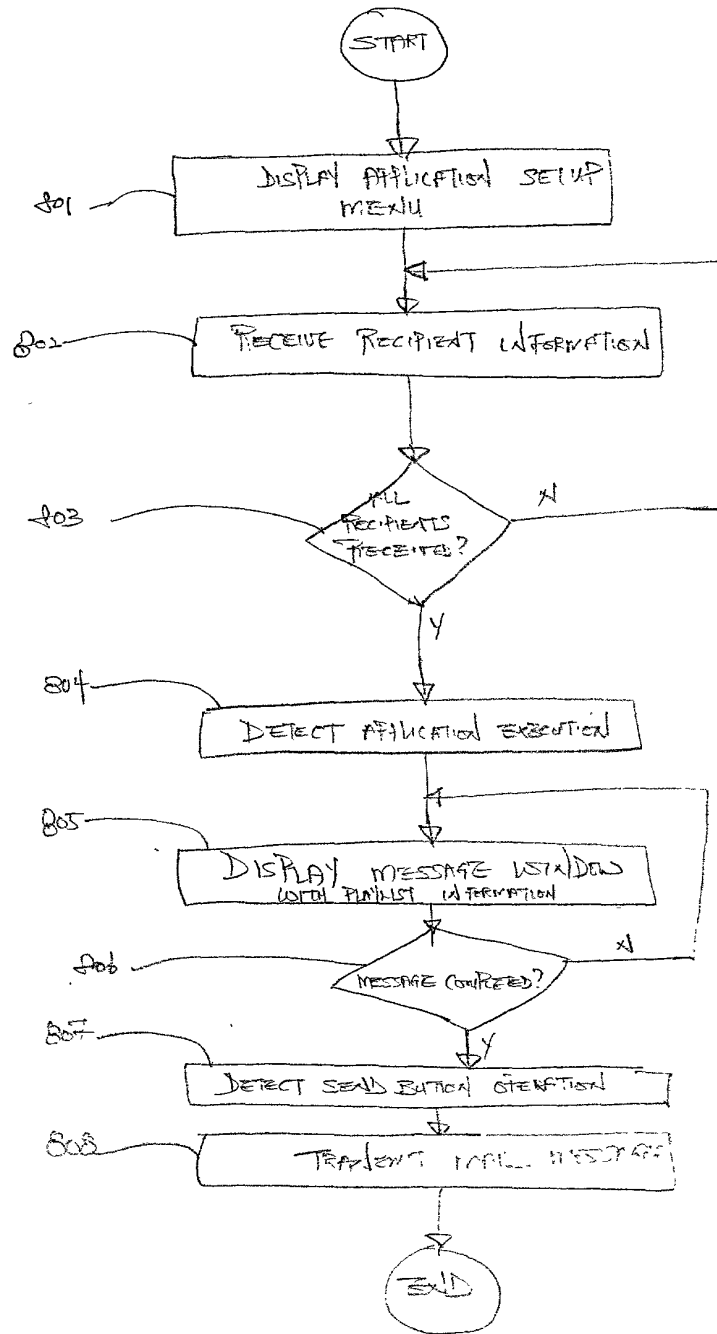 START
801
DISPLAY APPLICATION SETUP
MENU
802
RECEIVE RECIPIENT INFORMATION
803
ALL
RECIPIENTS
RECEIVED?
N
Y
804
DETECT APPLICATION EXECUTION
805
DISPLAY MESSAGE WINDOW
WITH PLAYLIST INFORMATION
806
MESSAGE COMPLETED?
N
Y
807
DETECT SEND BUTTON OPERATION
808
MESSAGE
END